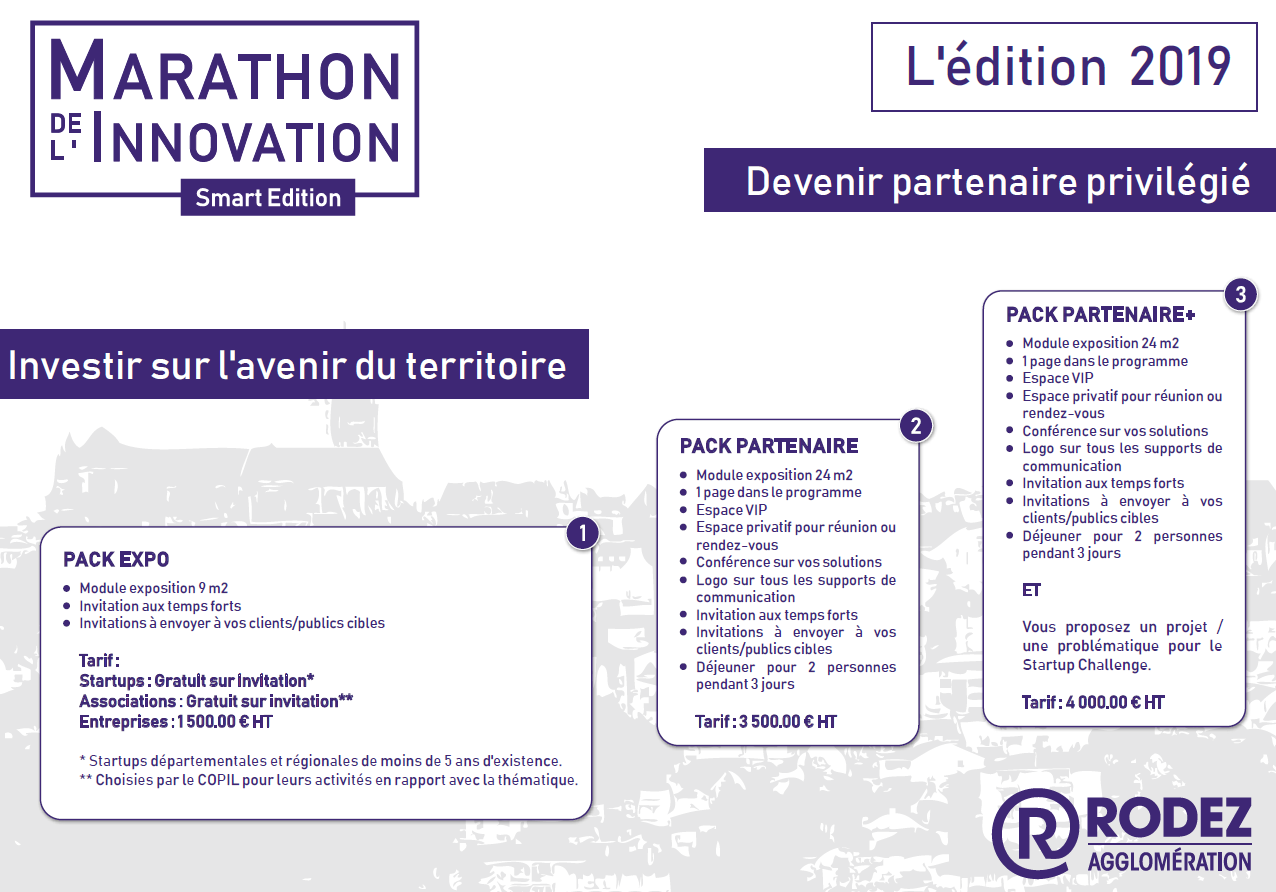 MARATHON
DE L' INNOVATION
Smart Edition
L'édition 2019
Devenir partenaire privilégié
Investir sur l'avenir du territoire
1
PACK EXPO
● Module exposition 9 m2
● Invitation aux temps forts
● Invitations à envoyer à vos clients/publics cibles
Tarif :
Startups : Gratuit sur invitation*
Associations : Gratuit sur invitation**
Entreprises : 1 500.00 € HT
* Startups départementales et régionales de moins de 5 ans d'existence.
** Choisies par le COPIL pour leurs activités en rapport avec la thématique.
2
PACK PARTENAIRE
● Module exposition 24 m2
● 1 page dans le programme
● Espace VIP
● Espace privatif pour réunion ou
rendez-vous
● Conférence sur vos solutions
● Logo sur tous les supports de
communication
● Invitation aux temps forts
● Invitations à envoyer à vos
clients/publics cibles
● Déjeuner pour 2 personnes
pendant 3 jours
Tarif : 3 500.00 € HT
3
PACK PARTENAIRE+
● Module exposition 24 m2
● 1 page dans le programme
● Espace VIP
● Espace privatif pour réunion ou
rendez-vous
● Conférence sur vos solutions
● Logo sur tous les supports de
communication
● Invitation aux temps forts
● Invitations à envoyer à vos
clients/publics cibles
● Déjeuner pour 2 personnes
pendant 3 jours
ET
Vous proposez un projet /
une problématique pour le
Startup Challenge.
Tarif : 4 000.00 € HT
R RODEZ
AGGLOMÉRATION